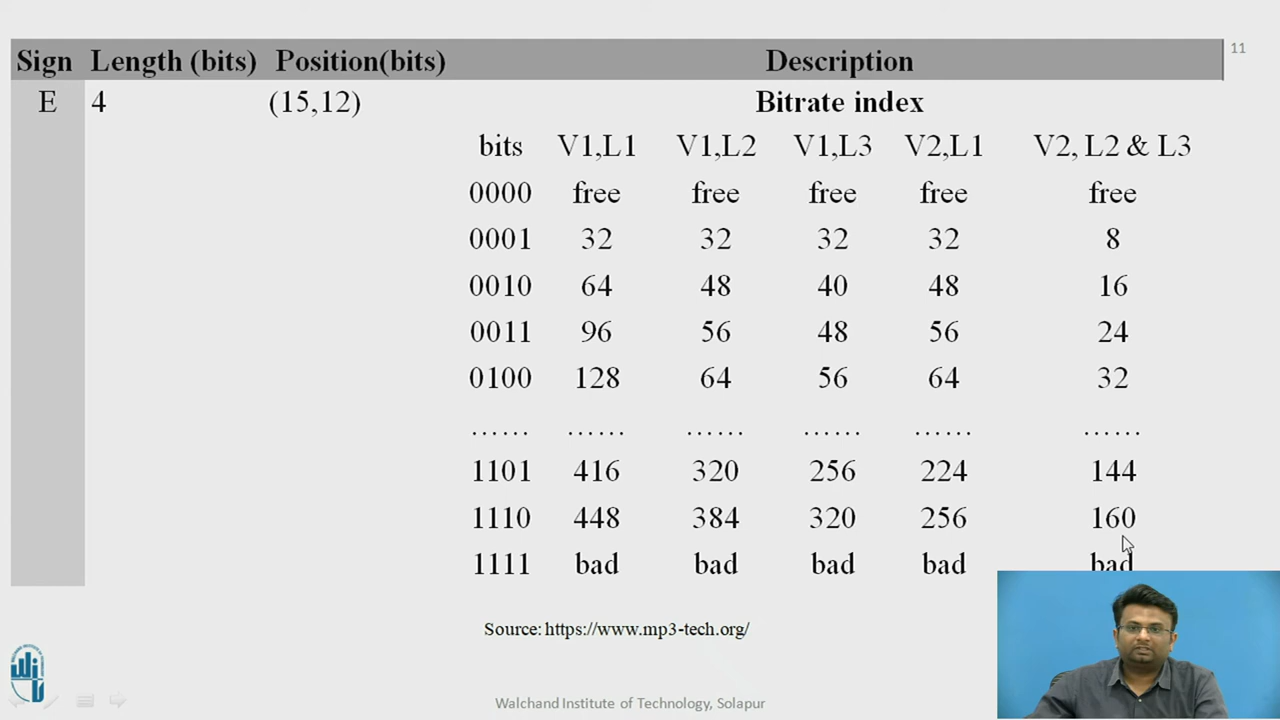 11
Sign Length (bits) Position(bits) Description
E 4 (15,12) Bitrate index
bits V1,L1 V1,L2 V1,L3 V2,L1 V2, L2 & L3
0000 free free free free free
0001 32 32 32 32 8
0010 64 48 40 48 16
0011 96 56 48 56 24
0100 128 64 56 64 32
...... ...... ...... ...... ...... ......
1101 416 320 256 224 144
1110 448 384 320 256 160
1111 bad bad bad bad bad
Source: https://www.mp3-tech.org/
Walchand Institute of Technology, Solapur